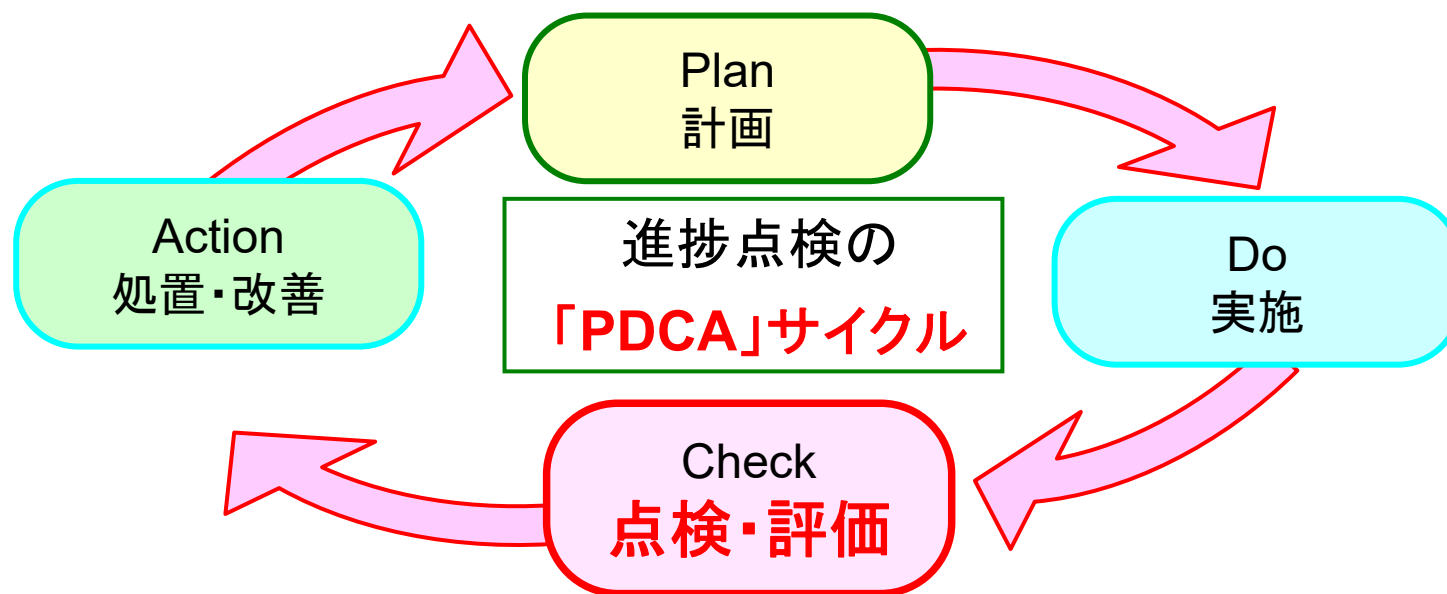 Plan
計画
Action
処置・改善
進捗点検の
「PDCA」サイクル
Do
実施
Check
点検・評価